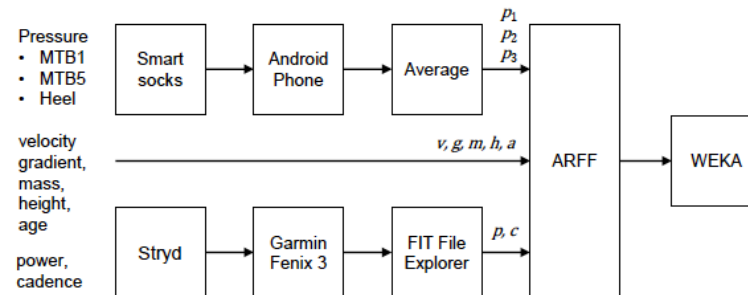 Pressure
• MTB1
• MTB5
• Heel
Smart
socks
Android
Phone
Average
p1
p2
p3
velocity
gradient,
mass,
height,
age
v, g, m, h, a
ARFF
WEKA
power,
cadence
Stryd
Garmin
Fenix 3
FIT File
Explorer
p, c